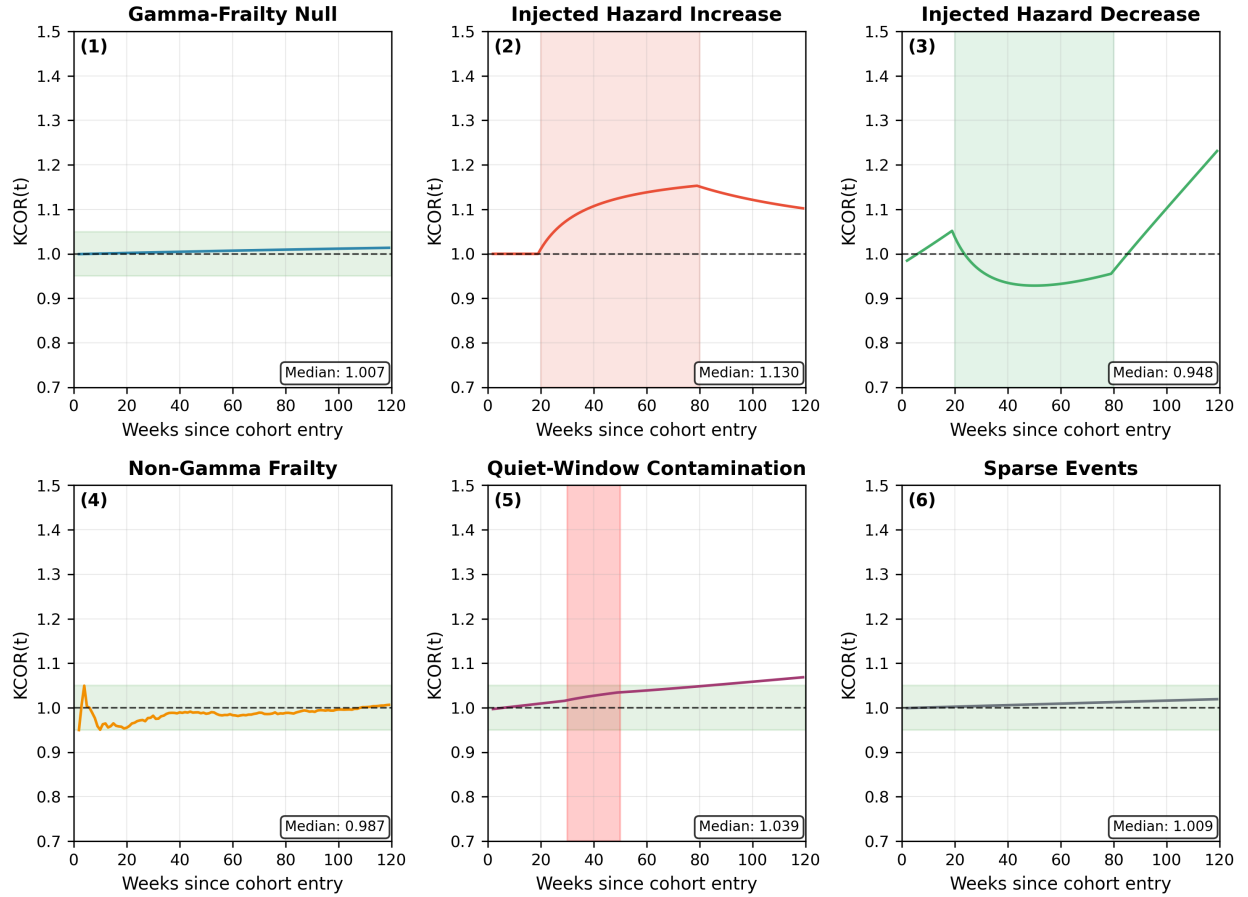 Gamma-Frailty Null
(1)
1.5
1.4
1.3
1.2
1.1
1.0
0.9
0.8
0.7
KCOR(t)
Median: 1.007
0 20 40 60 80 100 120
Weeks since cohort entry
Injected Hazard Increase
(2)
1.5
1.4
1.3
1.2
1.1
1.0
0.9
0.8
0.7
KCOR(t)
Median: 1.130
0 20 40 60 80 100 120
Weeks since cohort entry
Injected Hazard Decrease
(3)
1.5
1.4
1.3
1.2
1.1
1.0
0.9
0.8
0.7
KCOR(t)
Median: 0.948
0 20 40 60 80 100 120
Weeks since cohort entry
Non-Gamma Frailty
(4)
1.5
1.4
1.3
1.2
1.1
1.0
0.9
0.8
0.7
KCOR(t)
Median: 0.987
0 20 40 60 80 100 120
Weeks since cohort entry
Quiet-Window Contamination
(5)
1.5
1.4
1.3
1.2
1.1
1.0
0.9
0.8
0.7
KCOR(t)
Median: 1.039
0 20 40 60 80 100 120
Weeks since cohort entry
Sparse Events
(6)
1.5
1.4
1.3
1.2
1.1
1.0
0.9
0.8
0.7
KCOR(t)
Median: 1.009
0 20 40 60 80 100 120
Weeks since cohort entry